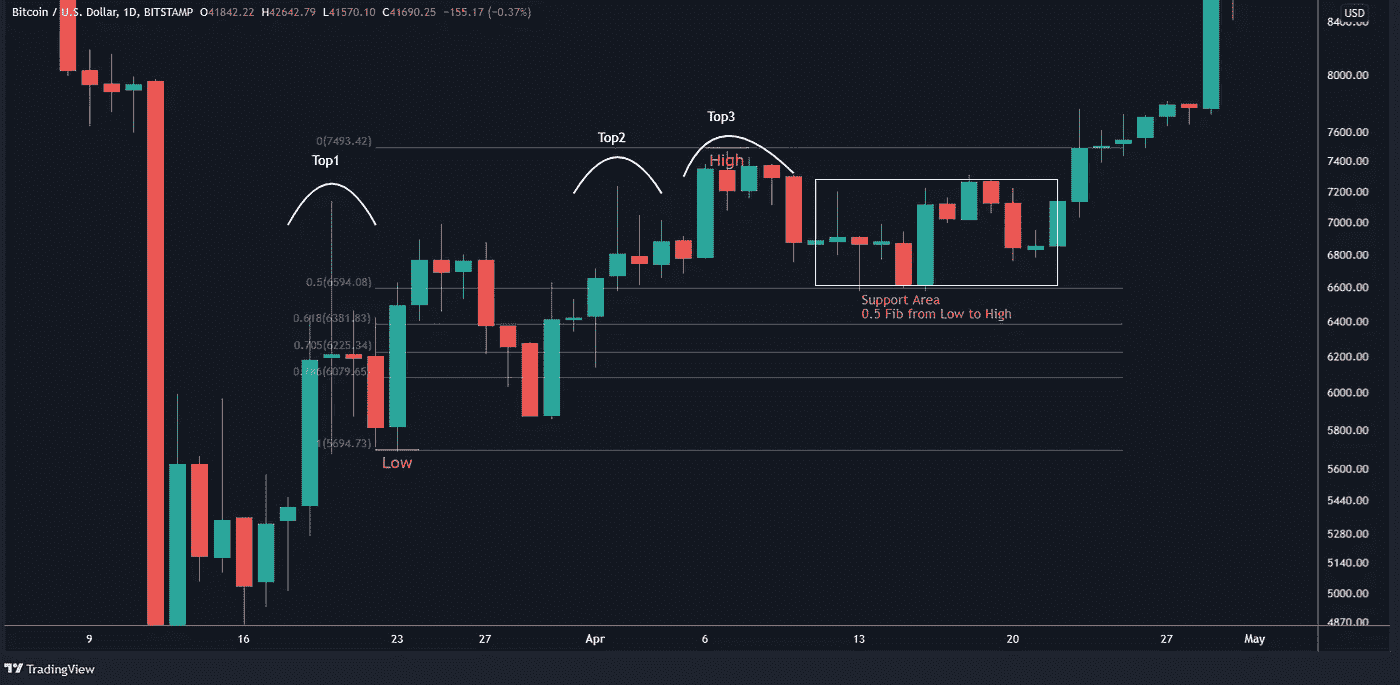 Bitcoin / U.S. Dollar, 1D, BITSTAMP O41842.22 H42642.79 L41570.10 C41690.25 −155.17 (−0.37%)
USD
8400.00
8000.00
7600.00
7400.00
7200.00
7000.00
6800.00
6600.00
6400.00
6200.00
6000.00
5800.00
5600.00
5440.00
5280.00
5140.00
5000.00
4870.00
Top3
Top2
0(7493.42)
Top1
High
0.5(6594.08)
Support Area
0.5 Fib from Low to High
0.618(6381.83)
0.705(6225.34)
0.786(6079.65)
1(5694.73)
Low
9 16 23 27 Apr 6 13 20 27 May
TradingView